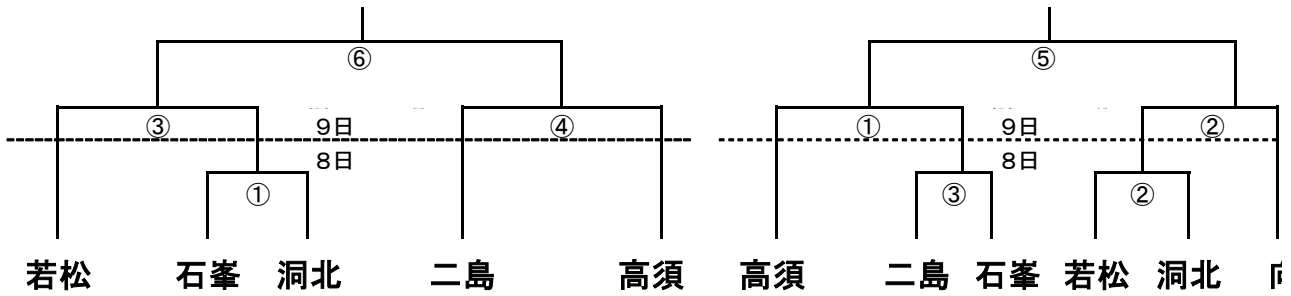 ⑥ ⑤
③ 9日 ④ ① 9日 ②
8日 8日
① ③ ②
若松 石峯 洞北 二島 高須 高須 二島 石峯 若松 洞北